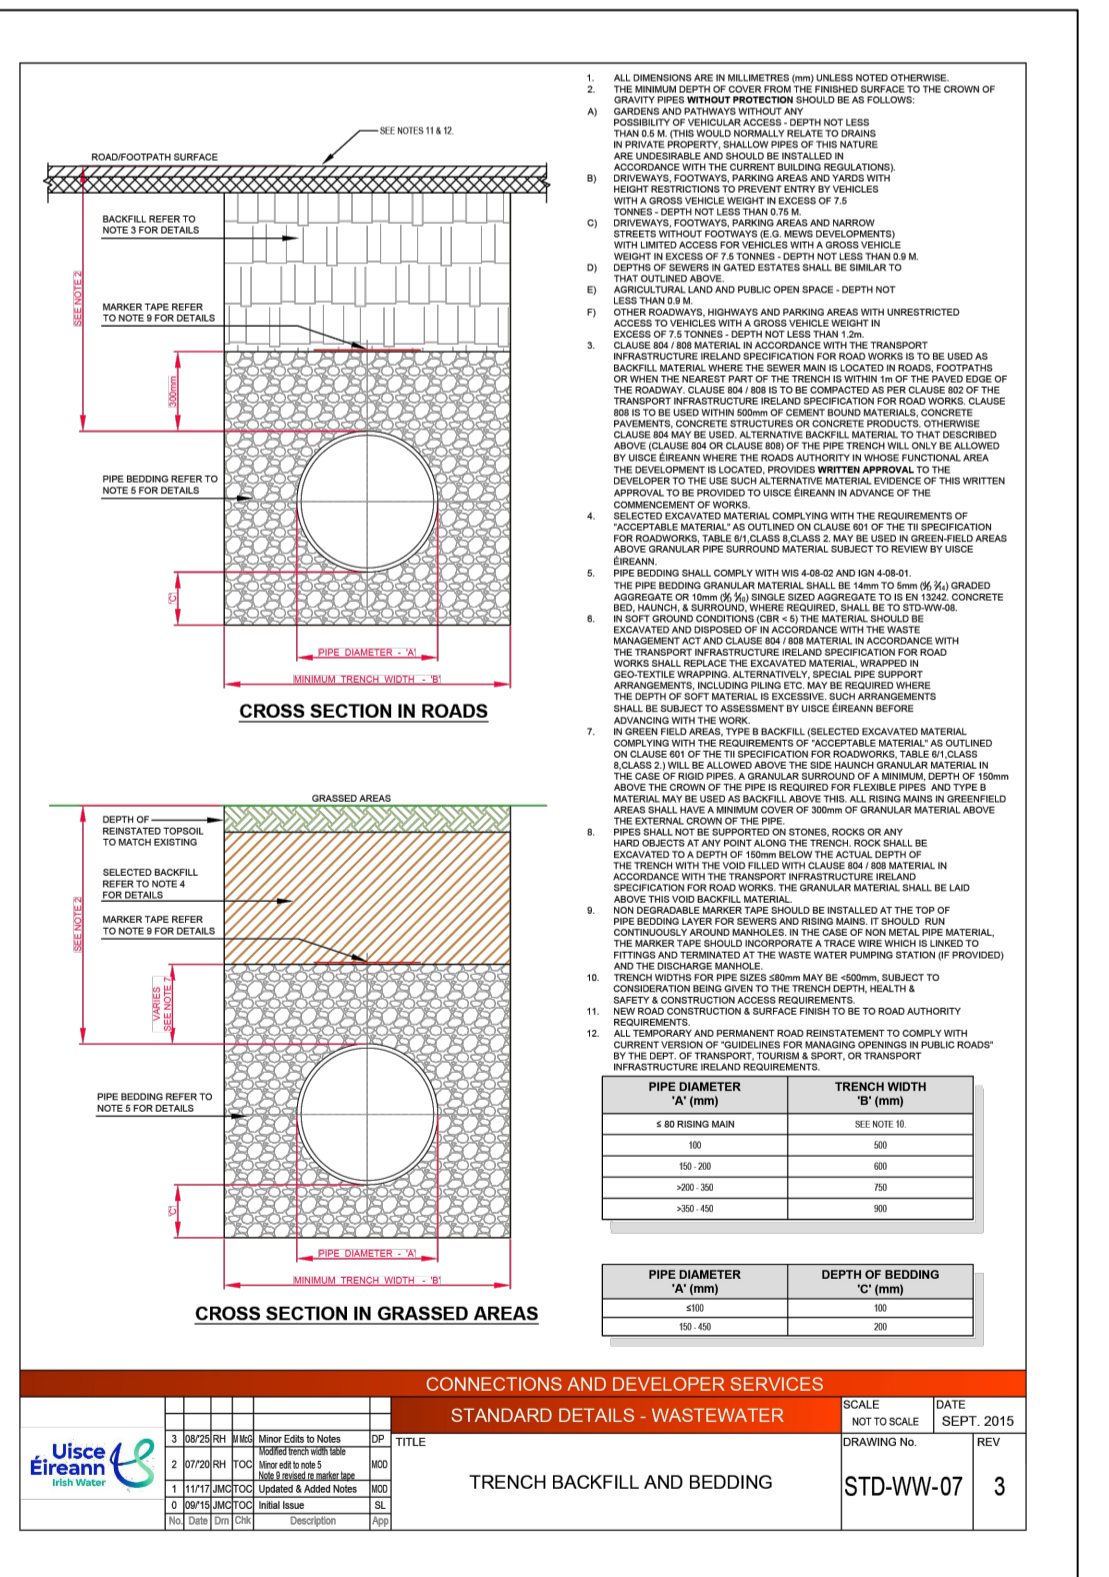 SEE NOTES 11 & 12.
ROAD/FOOTPATH SURFACE
BACKFILL REFER TO
NOTE 3 FOR DETAILS
SEE NOTE 2
MARKER TAPE REFER
TO NOTE 9 FOR DETAILS
300mm
PIPE BEDDING REFER TO
NOTE 5 FOR DETAILS
'C'
PIPE DIAMETER - 'A'
MINIMUM TRENCH WIDTH - 'B'
CROSS SECTION IN ROADS
GRASSED AREAS
DEPTH OF
REINSTATED TOPSOIL
TO MATCH EXISTING
SELECTED BACKFILL
REFER TO NOTE 4
FOR DETAILS
SEE NOTE 2
MARKER TAPE REFER
TO NOTE 9 FOR DETAILS
VARIES
SEE NOTE 7
PIPE BEDDING REFER TO
NOTE 5 FOR DETAILS
'C'
PIPE DIAMETER - 'A'
MINIMUM TRENCH WIDTH - 'B'
CROSS SECTION IN GRASSED AREAS
1. ALL DIMENSIONS ARE IN MILLIMETRES (mm) UNLESS NOTED OTHERWISE.
2. THE MINIMUM DEPTH OF COVER FROM THE FINISHED SURFACE TO THE CROWN OF
GRAVITY PIPES WITHOUT PROTECTION SHOULD BE AS FOLLOWS:
A) GARDENS AND PATHWAYS WITHOUT ANY
POSSIBILITY OF VEHICULAR ACCESS - DEPTH NOT LESS
THAN 0.5 M. (THIS WOULD NORMALLY RELATE TO DRAINS
IN PRIVATE PROPERTY, SHALLOW PIPES OF THIS NATURE
ARE UNDESIRABLE AND SHOULD BE INSTALLED IN
ACCORDANCE WITH THE CURRENT BUILDING REGULATIONS).
B) DRIVEWAYS, FOOTWAYS, PARKING AREAS AND YARDS WITH
HEIGHT RESTRICTIONS TO PREVENT ENTRY BY VEHICLES
WITH A GROSS VEHICLE WEIGHT IN EXCESS OF 7.5
TONNES - DEPTH NOT LESS THAN 0.75 M.
C) DRIVEWAYS, FOOTWAYS, PARKING AREAS AND NARROW
STREETS WITHOUT FOOTWAYS (E.G. MEWS DEVELOPMENTS)
WITH LIMITED ACCESS FOR VEHICLES WITH A GROSS VEHICLE
WEIGHT IN EXCESS OF 7.5 TONNES - DEPTH NOT LESS THAN 0.9 M.
D) DEPTHS OF SEWERS IN GATED ESTATES SHALL BE SIMILAR TO
THAT OUTLINED ABOVE.
E) AGRICULTURAL LAND AND PUBLIC OPEN SPACE - DEPTH NOT
LESS THAN 0.9 M.
F) OTHER ROADWAYS, HIGHWAYS AND PARKING AREAS WITH UNRESTRICTED
ACCESS TO VEHICLES WITH A GROSS VEHICLE WEIGHT IN
EXCESS OF 7.5 TONNES - DEPTH NOT LESS THAN 1.2m.
3. CLAUSE 804 / 808 MATERIAL IN ACCORDANCE WITH THE TRANSPORT
INFRASTRUCTURE IRELAND SPECIFICATION FOR ROAD WORKS IS TO BE USED AS
BACKFILL MATERIAL WHERE THE SEWER MAIN IS LOCATED IN ROADS, FOOTPATHS
OR WHEN THE NEAREST PART OF THE TRENCH IS WITHIN 1m OF THE PAVED EDGE OF
THE ROADWAY. CLAUSE 804 / 808 IS TO BE COMPACTED AS PER CLAUSE 802 OF THE
TRANSPORT INFRASTRUCTURE IRELAND SPECIFICATION FOR ROAD WORKS. CLAUSE
808 IS TO BE USED WITHIN 500mm OF CEMENT BOUND MATERIALS, CONCRETE
PAVEMENTS, CONCRETE STRUCTURES OR CONCRETE PRODUCTS. OTHERWISE
CLAUSE 804 MAY BE USED. ALTERNATIVE BACKFILL MATERIAL TO THAT DESCRIBED
ABOVE (CLAUSE 804 OR CLAUSE 808) OF THE PIPE TRENCH WILL ONLY BE ALLOWED
BY UISCE ÉIREANN WHERE THE ROADS AUTHORITY IN WHOSE FUNCTIONAL AREA
THE DEVELOPMENT IS LOCATED, PROVIDES WRITTEN APPROVAL TO THE
DEVELOPER TO THE USE SUCH ALTERNATIVE MATERIAL EVIDENCE OF THIS WRITTEN
APPROVAL TO BE PROVIDED TO UISCE ÉIREANN IN ADVANCE OF THE
COMMENCEMENT OF WORKS.
4. SELECTED EXCAVATED MATERIAL COMPLYING WITH THE REQUIREMENTS OF
"ACCEPTABLE MATERIAL" AS OUTLINED ON CLAUSE 601 OF THE TII SPECIFICATION
FOR ROADWORKS, TABLE 6/1,CLASS 8,CLASS 2. MAY BE USED IN GREEN-FIELD AREAS
ABOVE GRANULAR PIPE SURROUND MATERIAL SUBJECT TO REVIEW BY UISCE
ÉIREANN.
5. PIPE BEDDING SHALL COMPLY WITH WIS 4-08-02 AND IGN 4-08-01.
THE PIPE BEDDING GRANULAR MATERIAL SHALL BE 14mm TO 5mm GRADED
AGGREGATE OR 10mm SINGLE SIZED AGGREGATE TO IS EN 13242. CONCRETE
BED, HAUNCH, & SURROUND, WHERE REQUIRED, SHALL BE TO STD-WW-08.
6. IN SOFT GROUND CONDITIONS (CBR < 5) THE MATERIAL SHOULD BE
EXCAVATED AND DISPOSED OF IN ACCORDANCE WITH THE WASTE
MANAGEMENT ACT AND CLAUSE 804 / 808 MATERIAL IN ACCORDANCE WITH
THE TRANSPORT INFRASTRUCTURE IRELAND SPECIFICATION FOR ROAD
WORKS SHALL REPLACE THE EXCAVATED MATERIAL, WRAPPED IN
GEO-TEXTILE WRAPPING. ALTERNATIVELY, SPECIAL PIPE SUPPORT
ARRANGEMENTS, INCLUDING PILING ETC. MAY BE REQUIRED WHERE
THE DEPTH OF SOFT MATERIAL IS EXCESSIVE. SUCH ARRANGEMENTS
SHALL BE SUBJECT TO ASSESSMENT BY UISCE ÉIREANN BEFORE
ADVANCING WITH THE WORK.
7. IN GREEN FIELD AREAS, TYPE B BACKFILL (SELECTED EXCAVATED MATERIAL
COMPLYING WITH THE REQUIREMENTS OF "ACCEPTABLE MATERIAL" AS OUTLINED
ON CLAUSE 601 OF THE TII SPECIFICATION FOR ROADWORKS, TABLE 6/1,CLASS
8,CLASS 2.) WILL BE ALLOWED ABOVE THE SIDE HAUNCH GRANULAR MATERIAL IN
THE CASE OF RIGID PIPES. A GRANULAR SURROUND OF A MINIMUM, DEPTH OF 150mm
ABOVE THE CROWN OF THE PIPE IS REQUIRED FOR FLEXIBLE PIPES AND TYPE B
MATERIAL MAY BE USED AS BACKFILL ABOVE THIS. ALL RISING MAINS IN GREENFIELD
AREAS SHALL HAVE A MINIMUM COVER OF 300mm OF GRANULAR MATERIAL ABOVE
THE EXTERNAL CROWN OF THE PIPE.
8. PIPES SHALL NOT BE SUPPORTED ON STONES, ROCKS OR ANY
HARD OBJECTS AT ANY POINT ALONG THE TRENCH. ROCK SHALL BE
EXCAVATED TO A DEPTH OF 150mm BELOW THE ACTUAL DEPTH OF
THE TRENCH WITH THE VOID FILLED WITH CLAUSE 804 / 808 MATERIAL IN
ACCORDANCE WITH THE TRANSPORT INFRASTRUCTURE IRELAND
SPECIFICATION FOR ROAD WORKS. THE GRANULAR MATERIAL SHALL BE LAID
ABOVE THIS VOID BACKFILL MATERIAL.
9. NON DEGRADABLE MARKER TAPE SHOULD BE INSTALLED AT THE TOP OF
PIPE BEDDING LAYER FOR SEWERS AND RISING MAINS. IT SHOULD RUN
CONTINUOUSLY AROUND MANHOLES. IN THE CASE OF NON METAL PIPE MATERIAL,
THE MARKER TAPE SHOULD INCORPORATE A TRACE WIRE WHICH IS LINKED TO
FITTINGS AND TERMINATED AT THE WASTE WATER PUMPING STATION (IF PROVIDED)
AND THE DISCHARGE MANHOLE.
10. TRENCH WIDTHS FOR PIPE SIZES ≤80mm MAY BE <500mm, SUBJECT TO
CONSIDERATION BEING GIVEN TO THE TRENCH DEPTH, HEALTH &
SAFETY & CONSTRUCTION ACCESS REQUIREMENTS.
11. NEW ROAD CONSTRUCTION & SURFACE FINISH TO BE TO ROAD AUTHORITY
REQUIREMENTS.
12. ALL TEMPORARY AND PERMANENT ROAD REINSTATEMENT TO COMPLY WITH
CURRENT VERSION OF "GUIDELINES FOR MANAGING OPENINGS IN PUBLIC ROADS"
BY THE DEPT. OF TRANSPORT, TOURISM & SPORT, OR TRANSPORT
INFRASTRUCTURE IRELAND REQUIREMENTS.
PIPE DIAMETER 'A' (mm) TRENCH WIDTH 'B' (mm)
≤ 80 RISING MAIN SEE NOTE 10.
100 500
150 - 200 600
>200 - 350 750
>350 - 450 900
PIPE DIAMETER 'A' (mm) DEPTH OF BEDDING 'C' (mm)
≤100 100
150 - 450 200
CONNECTIONS AND DEVELOPER SERVICES
STANDARD DETAILS - WASTEWATER
SCALE
NOT TO SCALE
DATE
SEPT. 2015
Uisce
Éireann
Irish Water
3 08/'25 RH M McG Minor Edits to Notes DP
2 07/'20 RH TOC Modified trench width table
Minor edit to note 5
Note 9 revised re marker tape MOD
1 11/'17 JMC TOC Updated & Added Notes MOD
0 09/'15 JMC TOC Initial Issue SL
No. Date Drn Chk Description App
TITLE
TRENCH BACKFILL AND BEDDING
DRAWING No.
STD-WW-07
REV
3